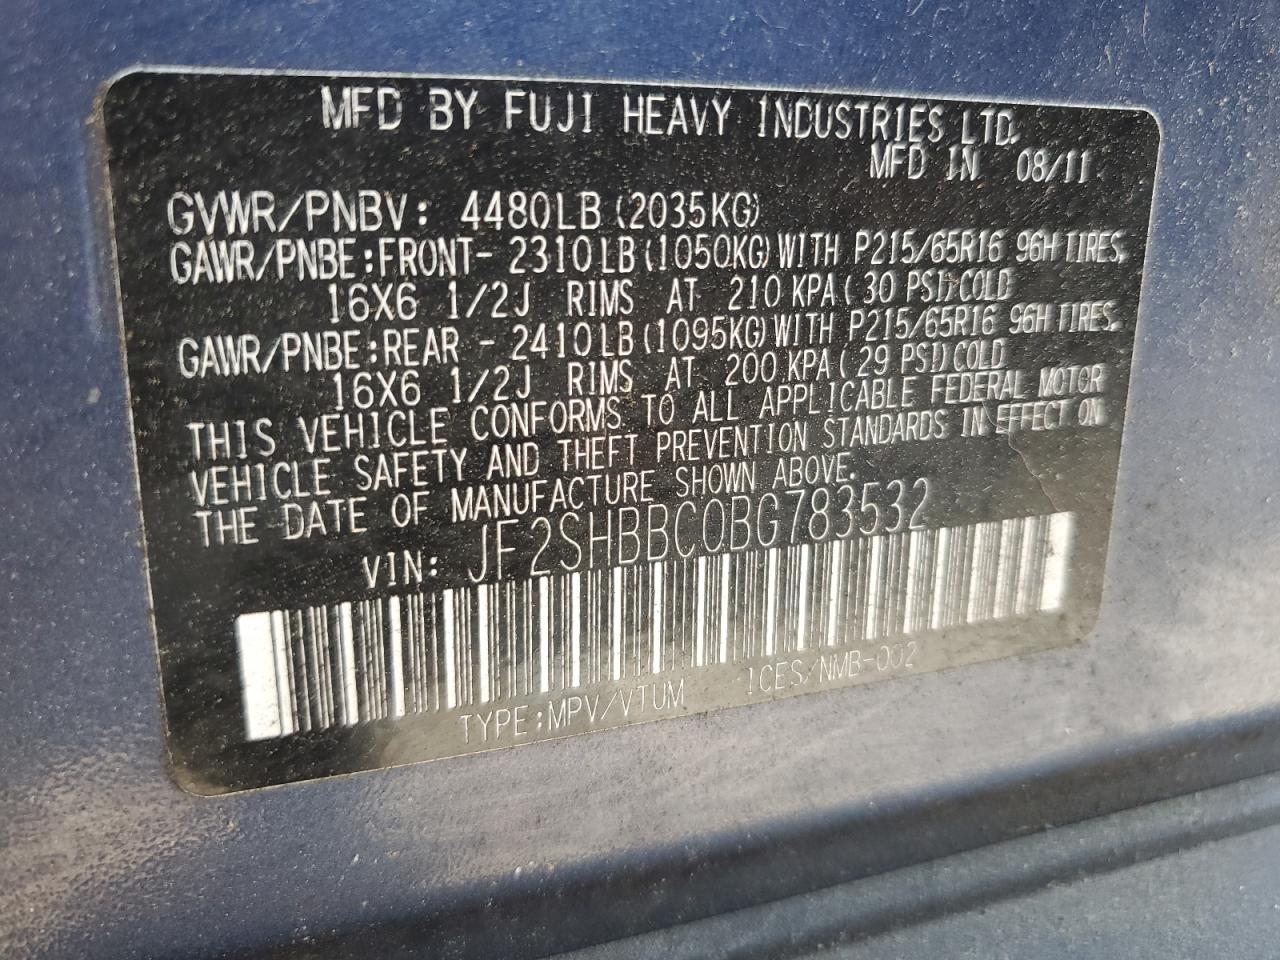 MFD BY FUJI HEAVY INDUSTRIES LTD.
MFD IN 08/11
GVWR/PNBV: 4480LB (2035KG)
GAWR/PNBE:FRONT- 2310LB (1050KG) WITH P215/65R16 96H TIRES,
16X6 1/2J RIMS AT 210 KPA ( 30 PSI) COLD
GAWR/PNBE:REAR - 2410LB (1095KG) WITH P215/65R16 96H TIRES,
16X6 1/2J RIMS AT 200 KPA ( 29 PSI) COLD
THIS VEHICLE CONFORMS TO ALL APPLICABLE FEDERAL MOTOR
VEHICLE SAFETY AND THEFT PREVENTION STANDARDS IN EFFECT ON
THE DATE OF MANUFACTURE SHOWN ABOVE.
VIN: JF2SHBBC0BG783532
TYPE:MPV/VTUM 1CES/NMB-002